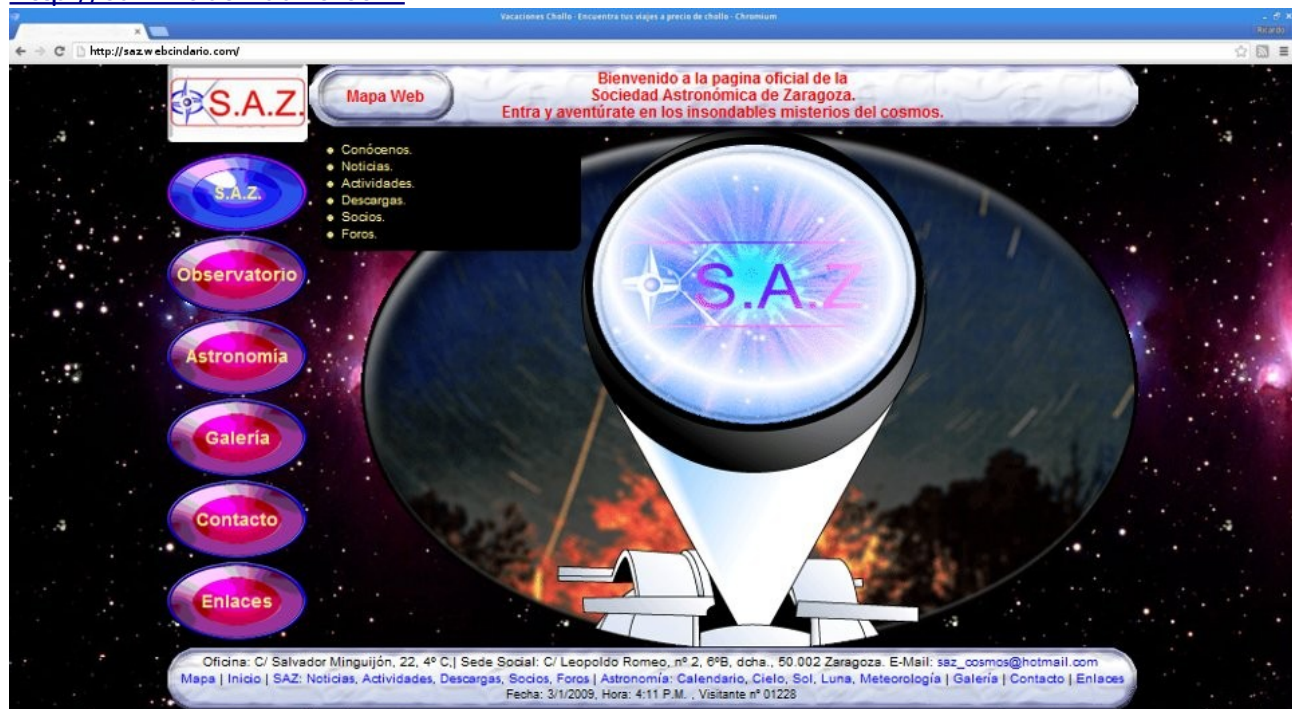 Vacaciones Chollo - Encuentra tus viajes a precio de chollo - Chromium
Ricardo
http://saz.webcindario.com/
S.A.Z.
Mapa Web
Bienvenido a la pagina oficial de la
Sociedad Astronómica de Zaragoza.
Entra y aventúrate en los insondables misterios del cosmos.
Conócenos.
Noticias.
Actividades.
Descargas.
Socios.
Foros.
S.A.Z.
Observatorio
Astronomía
Galería
Contacto
Enlaces
S.A.Z
Oficina: C/ Salvador Minguijón, 22, 4º C,| Sede Social: C/ Leopoldo Romeo, nº 2, 6ºB, dcha., 50.002 Zaragoza. E-Mail: saz_cosmos@hotmail.com
Mapa | Inicio | SAZ: Noticias, Actividades, Descargas, Socios, Foros | Astronomía: Calendario, Cielo, Sol, Luna, Meteorología | Galería | Contacto | Enlaces
Fecha: 3/1/2009, Hora: 4:11 P.M. , Visitante nº 01228